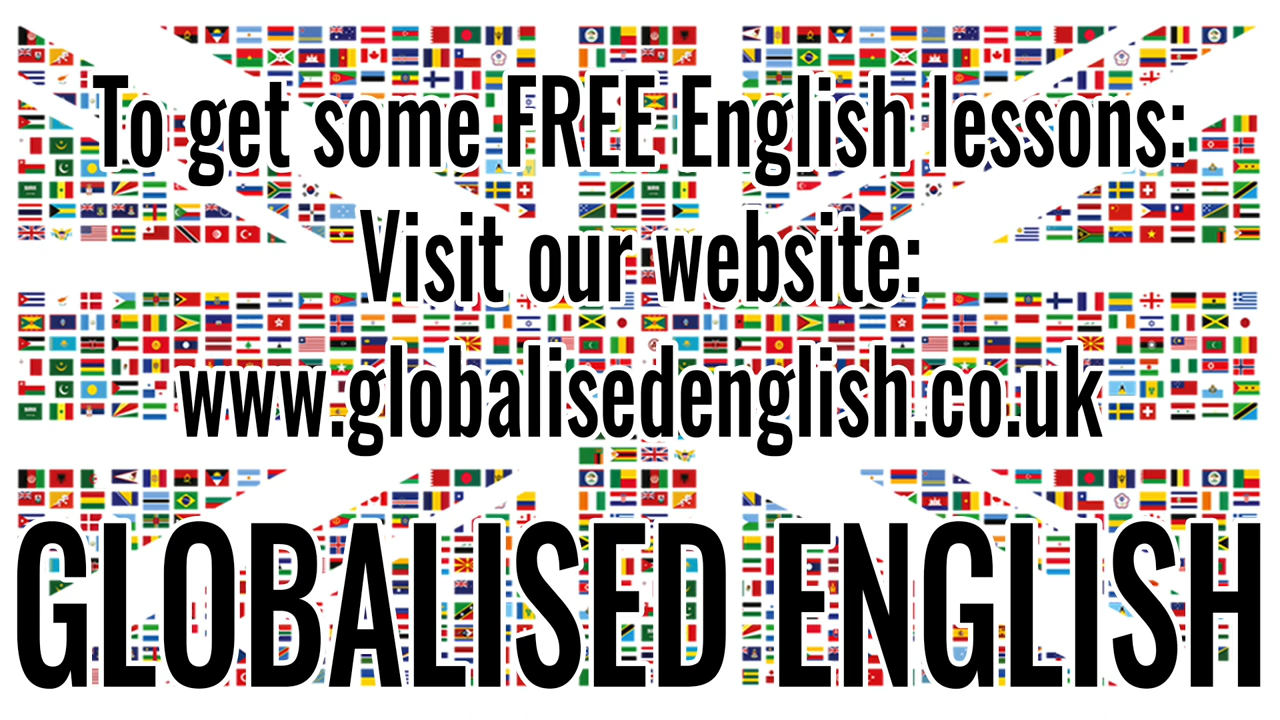 To get some FREE English lessons:
Visit our website:
www.globalisedenglish.co.uk
GLOBALISED ENGLISH